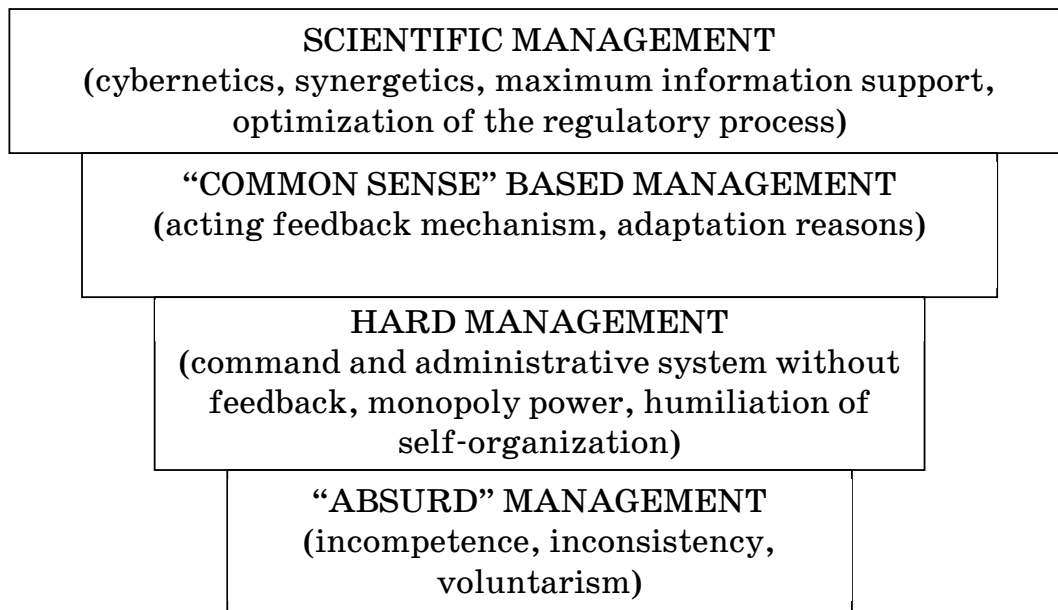 SCIENTIFIC MANAGEMENT
(cybernetics, synergetics, maximum information support,
optimization of the regulatory process)
“COMMON SENSE” BASED MANAGEMENT
(acting feedback mechanism, adaptation reasons)
HARD MANAGEMENT
(command and administrative system without
feedback, monopoly power, humiliation of
self-organization)
“ABSURD” MANAGEMENT
(incompetence, inconsistency,
voluntarism)